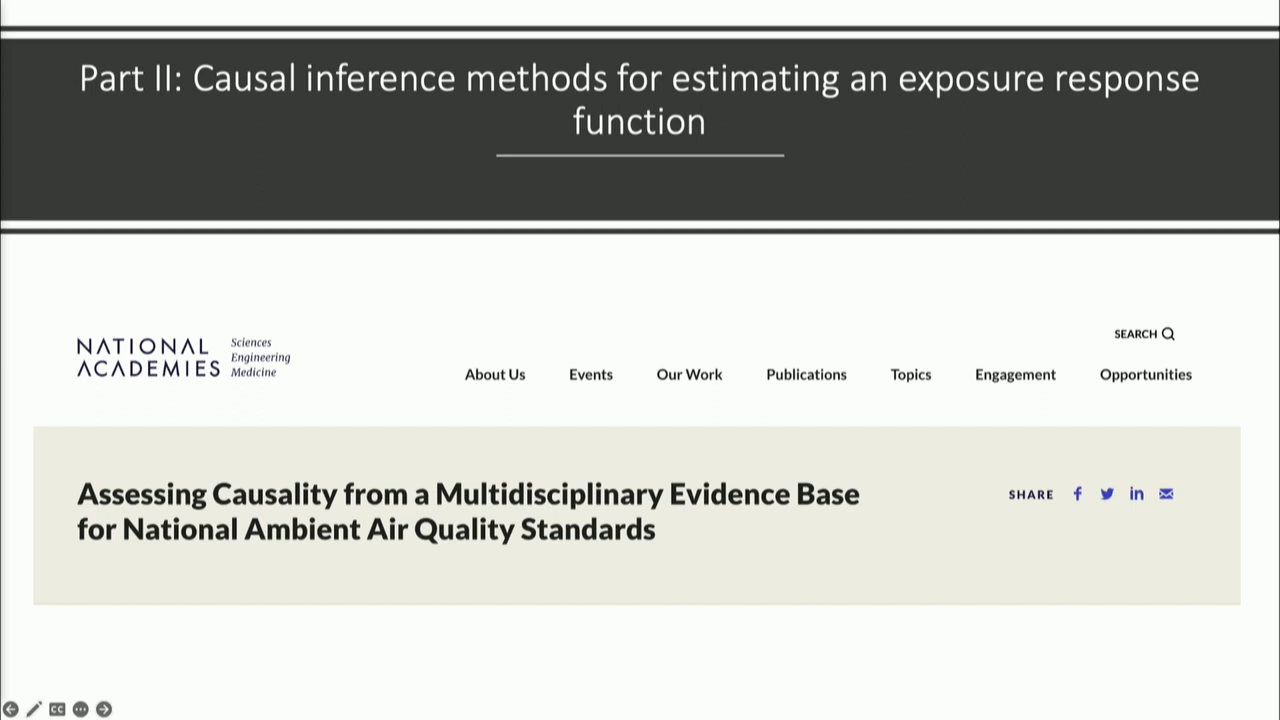 Part II: Causal inference methods for estimating an exposure response
function
NATIONAL
ACADEMIES
Sciences
Engineering
Medicine
SEARCH
About Us Events Our Work Publications Topics Engagement Opportunities
Assessing Causality from a Multidisciplinary Evidence Base
for National Ambient Air Quality Standards
SHARE
CC